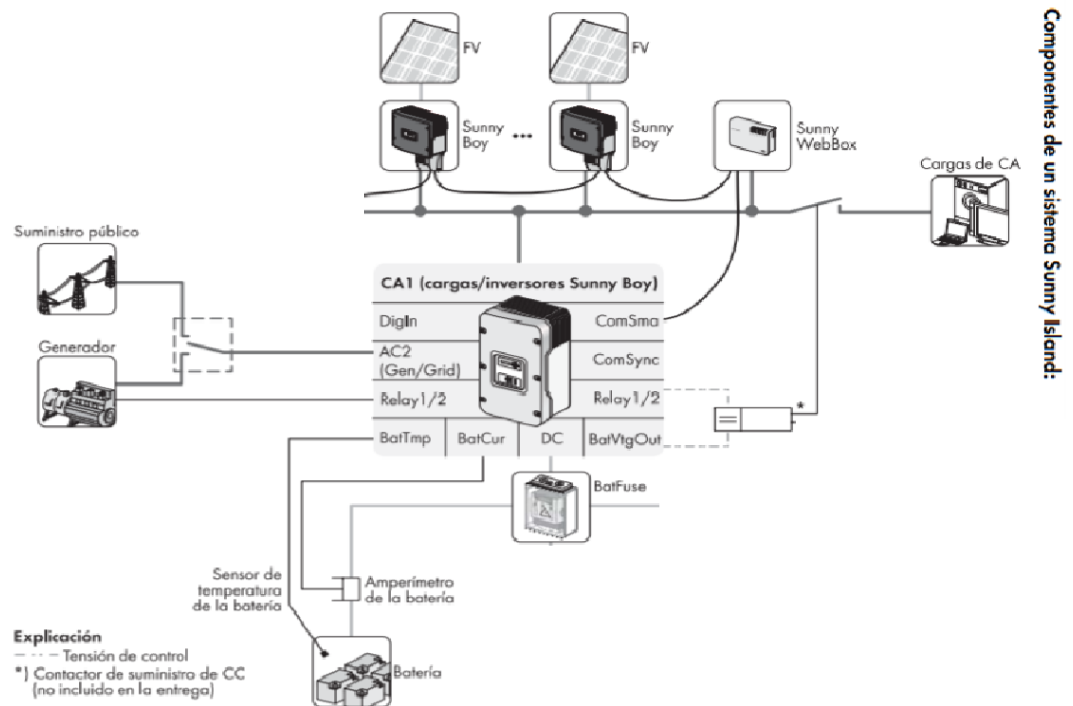 Componentes de un sistema Sunny Island:
FV
FV
Sunny
Boy
...
Sunny
Boy
Sunny
WebBox
Cargas de CA
Suministro público
CA1 (cargas/inversores Sunny Boy)
DigIn
ComSma
Generador
AC2
(Gen/Grid)
ComSync
Relay1/2
Relay1/2
*
BatTmp
BatCur
DC
BatVtgOut
BatFuse
Sensor de
temperatura
de la batería
Amperímetro
de la batería
Explicación
Tensión de control
*) Contactor de suministro de CC
(no incluido en la entrega)
Batería